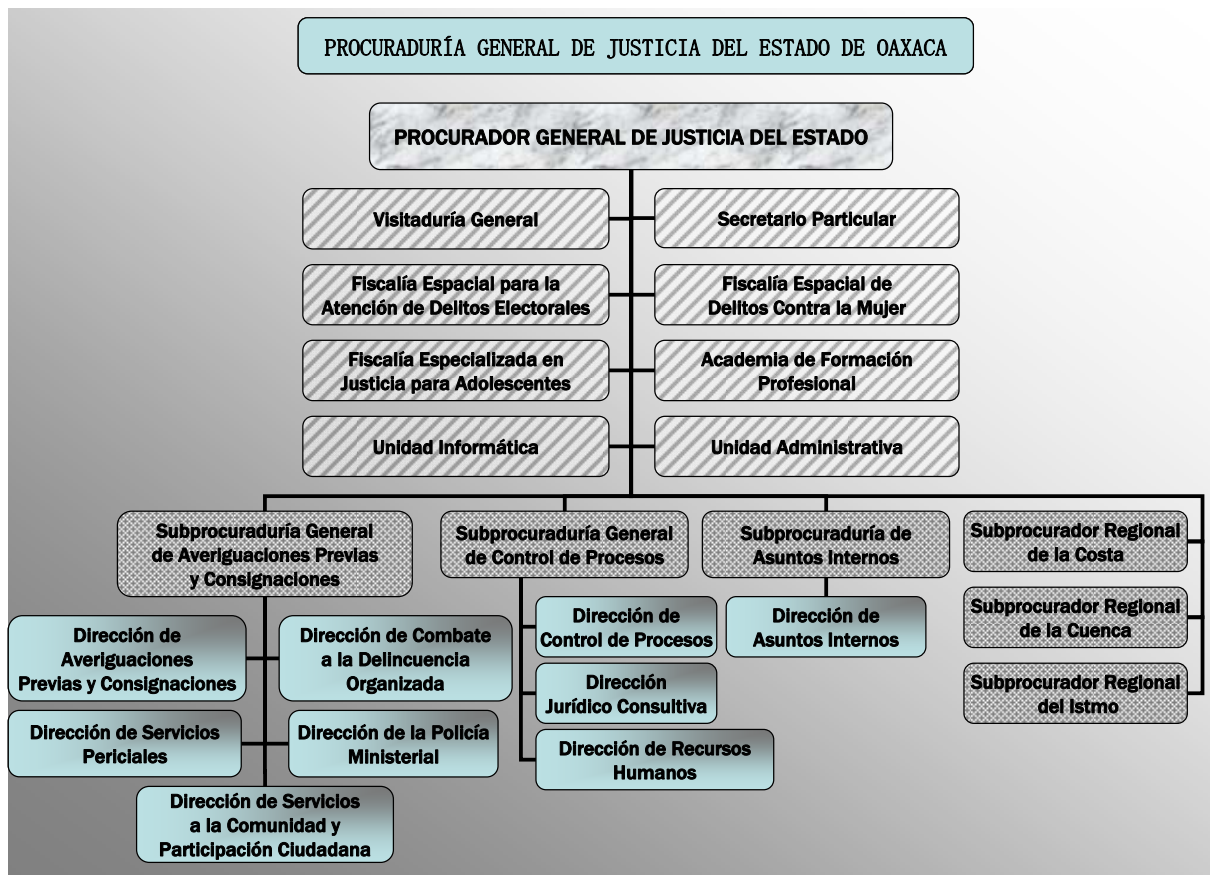 PROCURADURÍA GENERAL DE JUSTICIA DEL ESTADO DE OAXACA
PROCURADOR GENERAL DE JUSTICIA DEL ESTADO
Visitaduría General
Secretario Particular
Fiscalía Espacial para la
Atención de Delitos Electorales
Fiscalía Espacial de
Delitos Contra la Mujer
Fiscalía Especializada en
Justicia para Adolescentes
Academia de Formación
Profesional
Unidad Informática
Unidad Administrativa
Subprocuraduría General
de Averiguaciones Previas
y Consignaciones
Subprocuraduría General
de Control de Procesos
Subprocuraduría de
Asuntos Internos
Subprocurador Regional
de la Costa
Subprocurador Regional
de la Cuenca
Subprocurador Regional
del Istmo
Dirección de
Averiguaciones
Previas y Consignaciones
Dirección de Combate
a la Delincuencia
Organizada
Dirección de Servicios
Periciales
Dirección de la Policía
Ministerial
Dirección de Servicios
a la Comunidad y
Participación Ciudadana
Dirección de
Control de Procesos
Dirección
Jurídico Consultiva
Dirección de Recursos
Humanos
Dirección de
Asuntos Internos